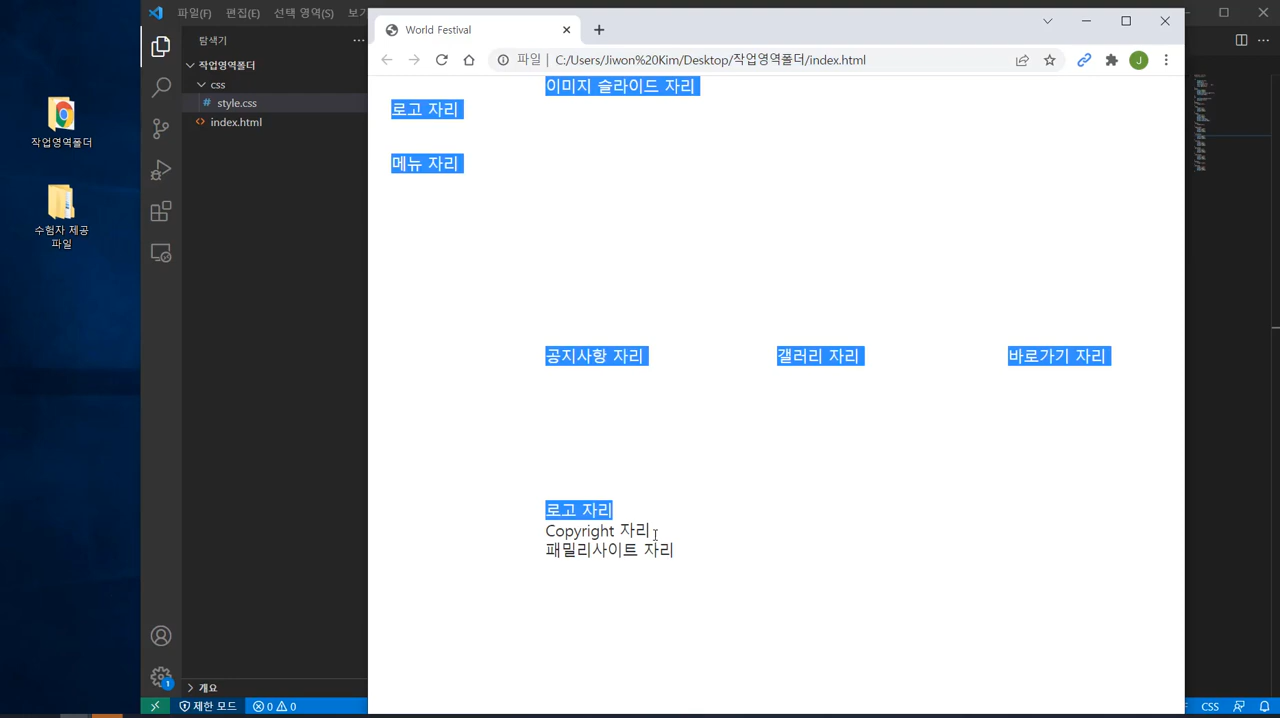 파일(F) 편집(E) 선택 영역(S) 보기
World Festival
탐색기
작업영역폴더
css
# style.css
<> index.html
파일 | C:/Users/Jiwon%20Kim/Desktop/작업영역폴더/index.html
J
작업영역폴더
수험자 제공
파일
이미지 슬라이드 자리
로고 자리
메뉴 자리
공지사항 자리 갤러리 자리 바로가기 자리
로고 자리
Copyright 자리
패밀리사이트 자리
1
개요
제한 모드 0 0
CSS